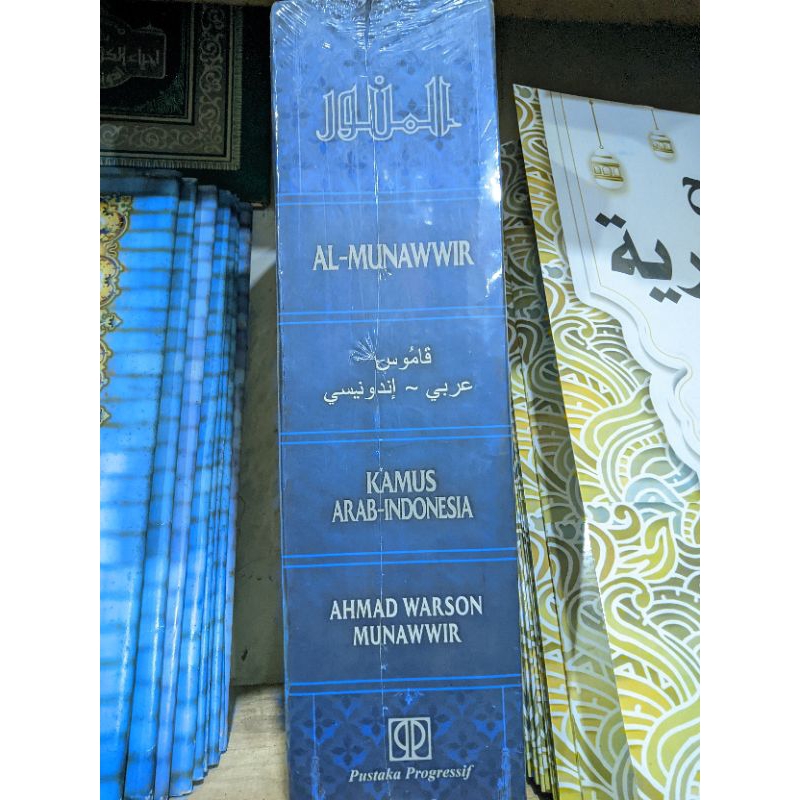 المنور
AL-MUNAWWIR
قاموس
عربي ~ إندونيسي
KAMUS
ARAB-INDONESIA
AHMAD WARSON
MUNAWWIR
Pustaka Progressif